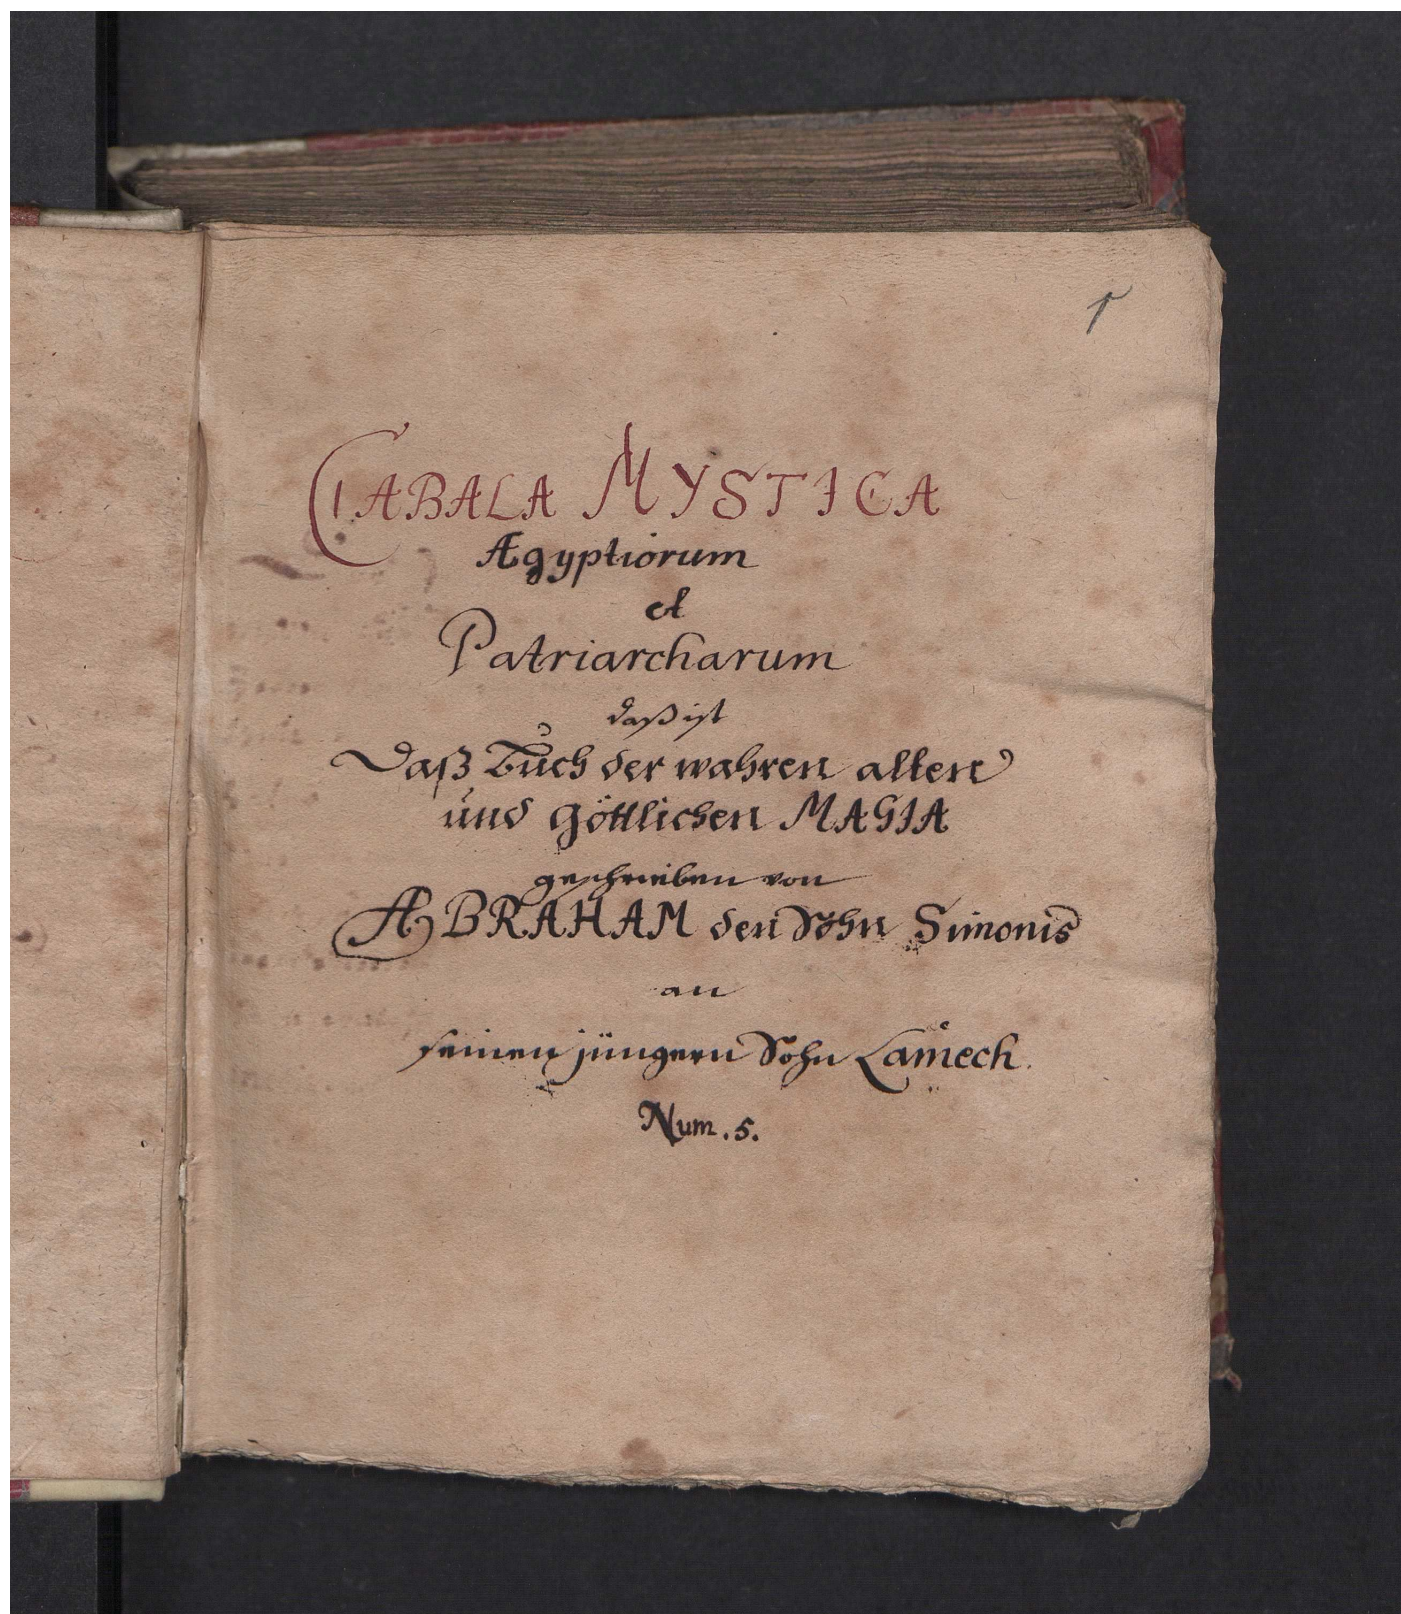 1
CABALA MYSTICA
Ægyptiorum
et
Patriarcharum
daß ist
Daß Buch der wahren alten
und göttlichen MAGIA
geschrieben von
ABRAHAM den Sohn Simonis
an
seinen jüngern Sohn Lamech.
Num. 5.